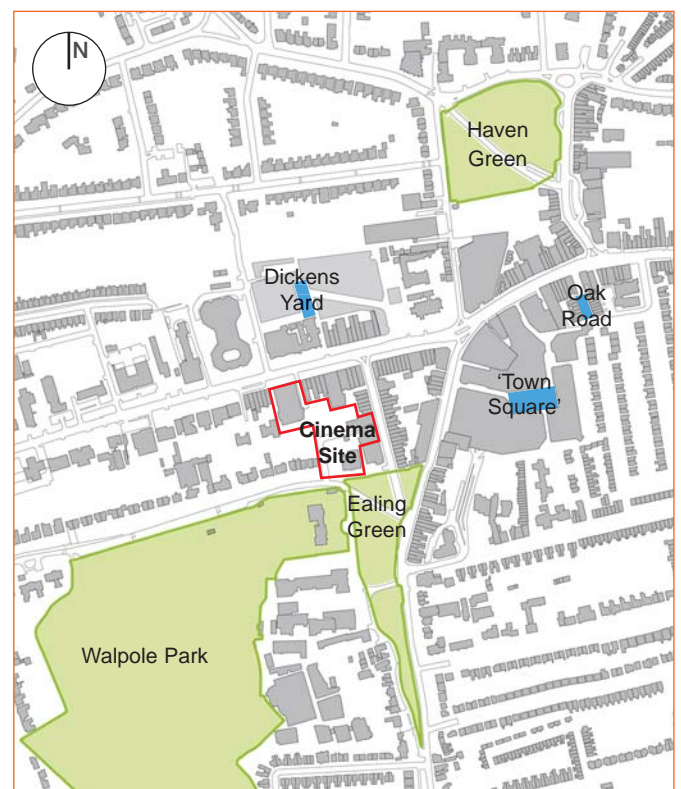 N
Haven
Green
Dickens
Yard
Oak
Road
'Town
Square'
Cinema
Site
Ealing
Green
Walpole Park